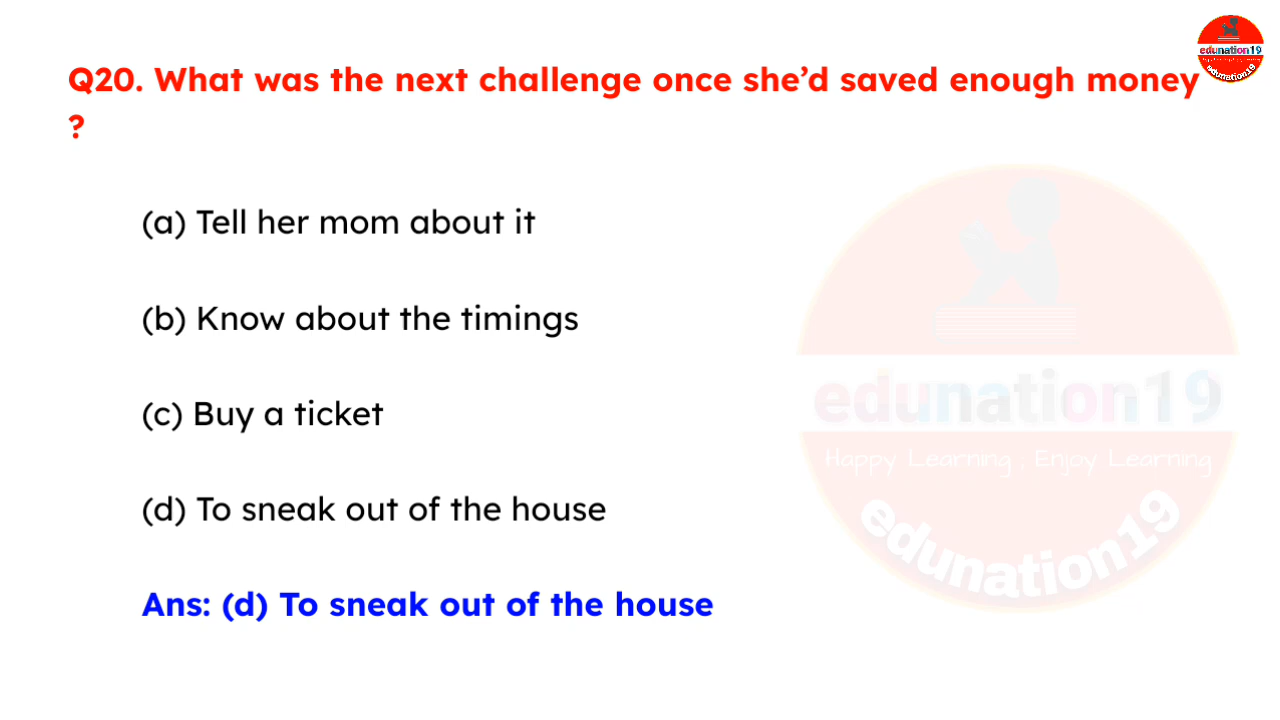 edunation19
edunation19
Q20. What was the next challenge once she’d saved enough money
?
(a) Tell her mom about it
(b) Know about the timings
(c) Buy a ticket
(d) To sneak out of the house
Ans: (d) To sneak out of the house
edunation19
Happy Learning , Enjoy Learning
edunation19